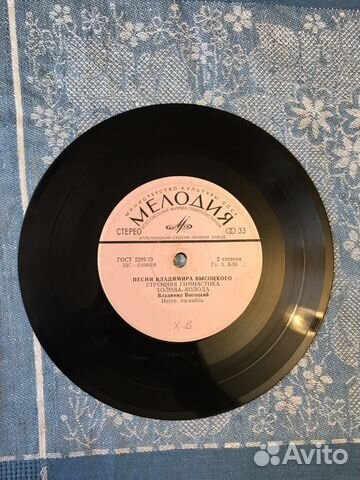 МИНИСТЕРСТВО КУЛЬТУРЫ СССР
МЕЛОДИЯ
СТЕРЕО
33
АПРЕЛЕВСКИЙ ОРДЕНА ЛЕНИНА ЗАВОД
ГОСТ 5289-73
2 сторона
ПЕСНИ ВЛАДИМИРА ВЫСОЦКОГО
УТРЕННЯЯ ГИМНАСТИКА
ХОЛОДА-ХОЛОДА
Владимир Высоцкий
Инстр. ансамбль
Avito